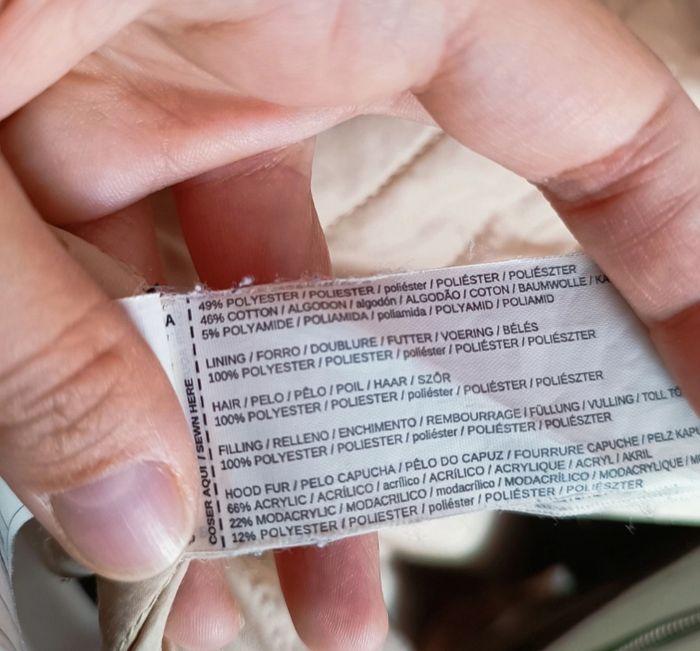 A
COSER AQUI / SEWN HERE
49% POLYESTER / POLIESTER / poliéster / POLIÉSTER / POLIÉSZTER
46% COTTON / ALGODON / algodón / ALGODÃO / COTON / BAUMWOLLE /
5% POLYAMIDE / POLIAMIDA / poliamida / POLYAMID / POLIAMID
LINING / FORRO / DOUBLURE / FUTTER / VOERING / BÉLÉS
100% POLYESTER / POLIESTER / poliéster / POLIÉSTER / POLIÉSZTER
HAIR / PELO / PÊLO / POIL / HAAR / SZŐR
100% POLYESTER / POLIESTER / poliéster / POLIÉSTER / POLIÉSZTER
FILLING / RELLENO / ENCHIMENTO / REMBOURRAGE / FÜLLUNG / VULLING /
100% POLYESTER / POLIESTER / poliéster / POLIÉSTER / POLIÉSZTER
HOOD FUR / PELO CAPUCHA / PÊLO DO CAPUZ / FOURRURE CAPUCHE / PELZ
66% ACRYLIC / ACRÍLICO / acrílico / ACRÍLICO / ACRYLIQUE / ACRYL / AKRIL
22% MODACRYLIC / MODACRILICO / modacrílico / MODACRÍLICO / MODACRYLIQUE /
12% POLYESTER / POLIESTER / poliéster / POLIÉSTER / POLIÉSZTER